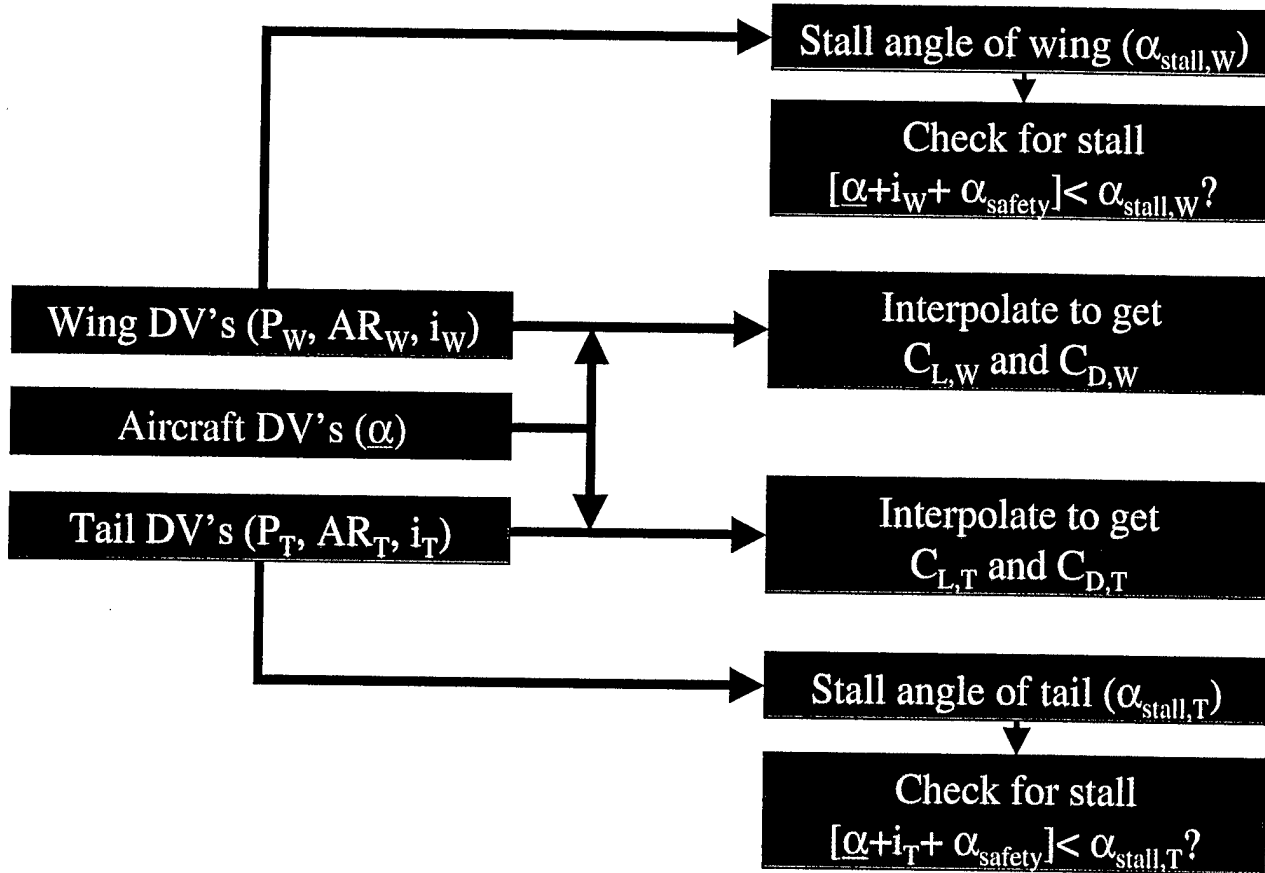 Stall angle of wing (α_stall,W)
Check for stall
[α̲+i_W+ α_safety]< α_stall,W?
Wing DV's (P_W, AR_W, i_W)
Interpolate to get
C_L,W and C_D,W
Aircraft DV's (α̲)
Tail DV's (P_T, AR_T, i_T)
Interpolate to get
C_L,T and C_D,T
Stall angle of tail (α_stall,T)
Check for stall
[α̲+i_T+ α_safety]< α_stall,T?